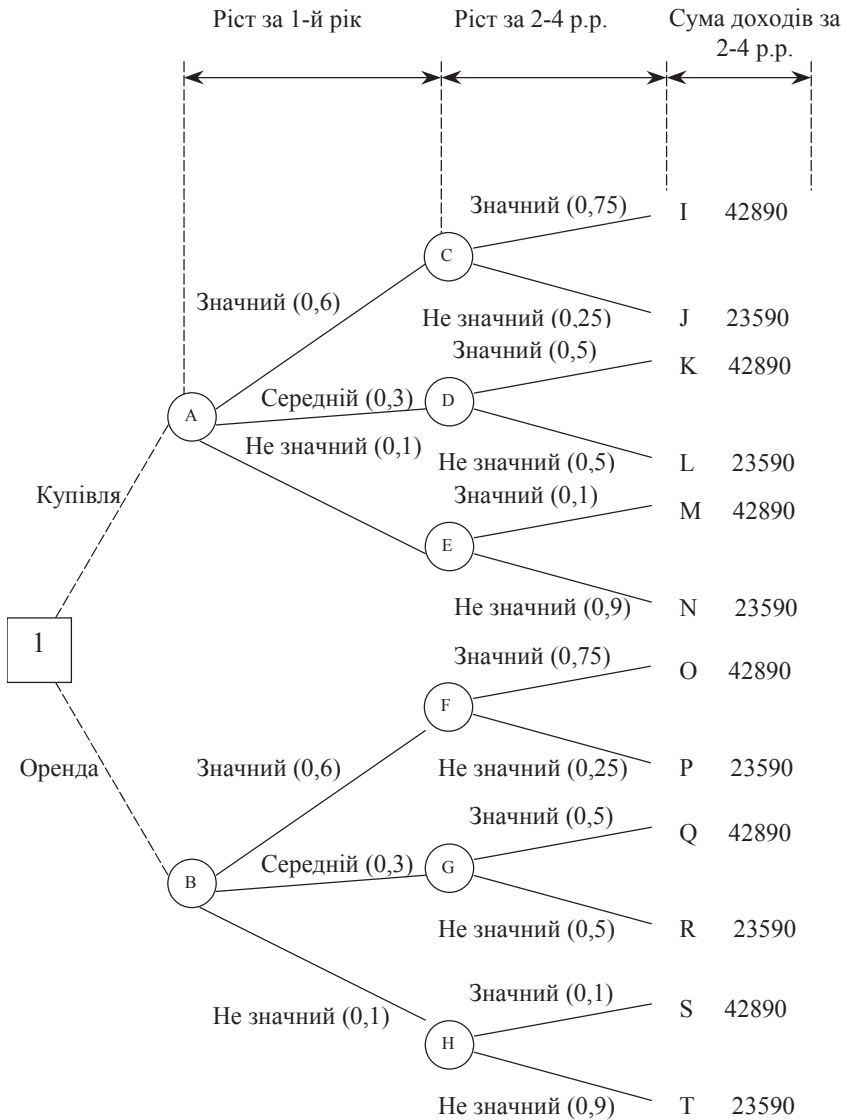 Ріст за 1-й рік
Ріст за 2-4 р.р.
Сума доходів за
2-4 р.р.
Значний (0,75)
I 42890
C
Значний (0,6)
Не значний (0,25)
J 23590
Значний (0,5)
K 42890
Середній (0,3)
D
A
Не значний (0,1)
Не значний (0,5)
L 23590
Купівля
Значний (0,1)
M 42890
E
Не значний (0,9)
N 23590
1
Значний (0,75)
O 42890
F
Оренда
Значний (0,6)
Не значний (0,25)
P 23590
Значний (0,5)
Q 42890
Середній (0,3)
G
B
Не значний (0,5)
R 23590
Значний (0,1)
S 42890
Не значний (0,1)
H
Не значний (0,9)
T 23590